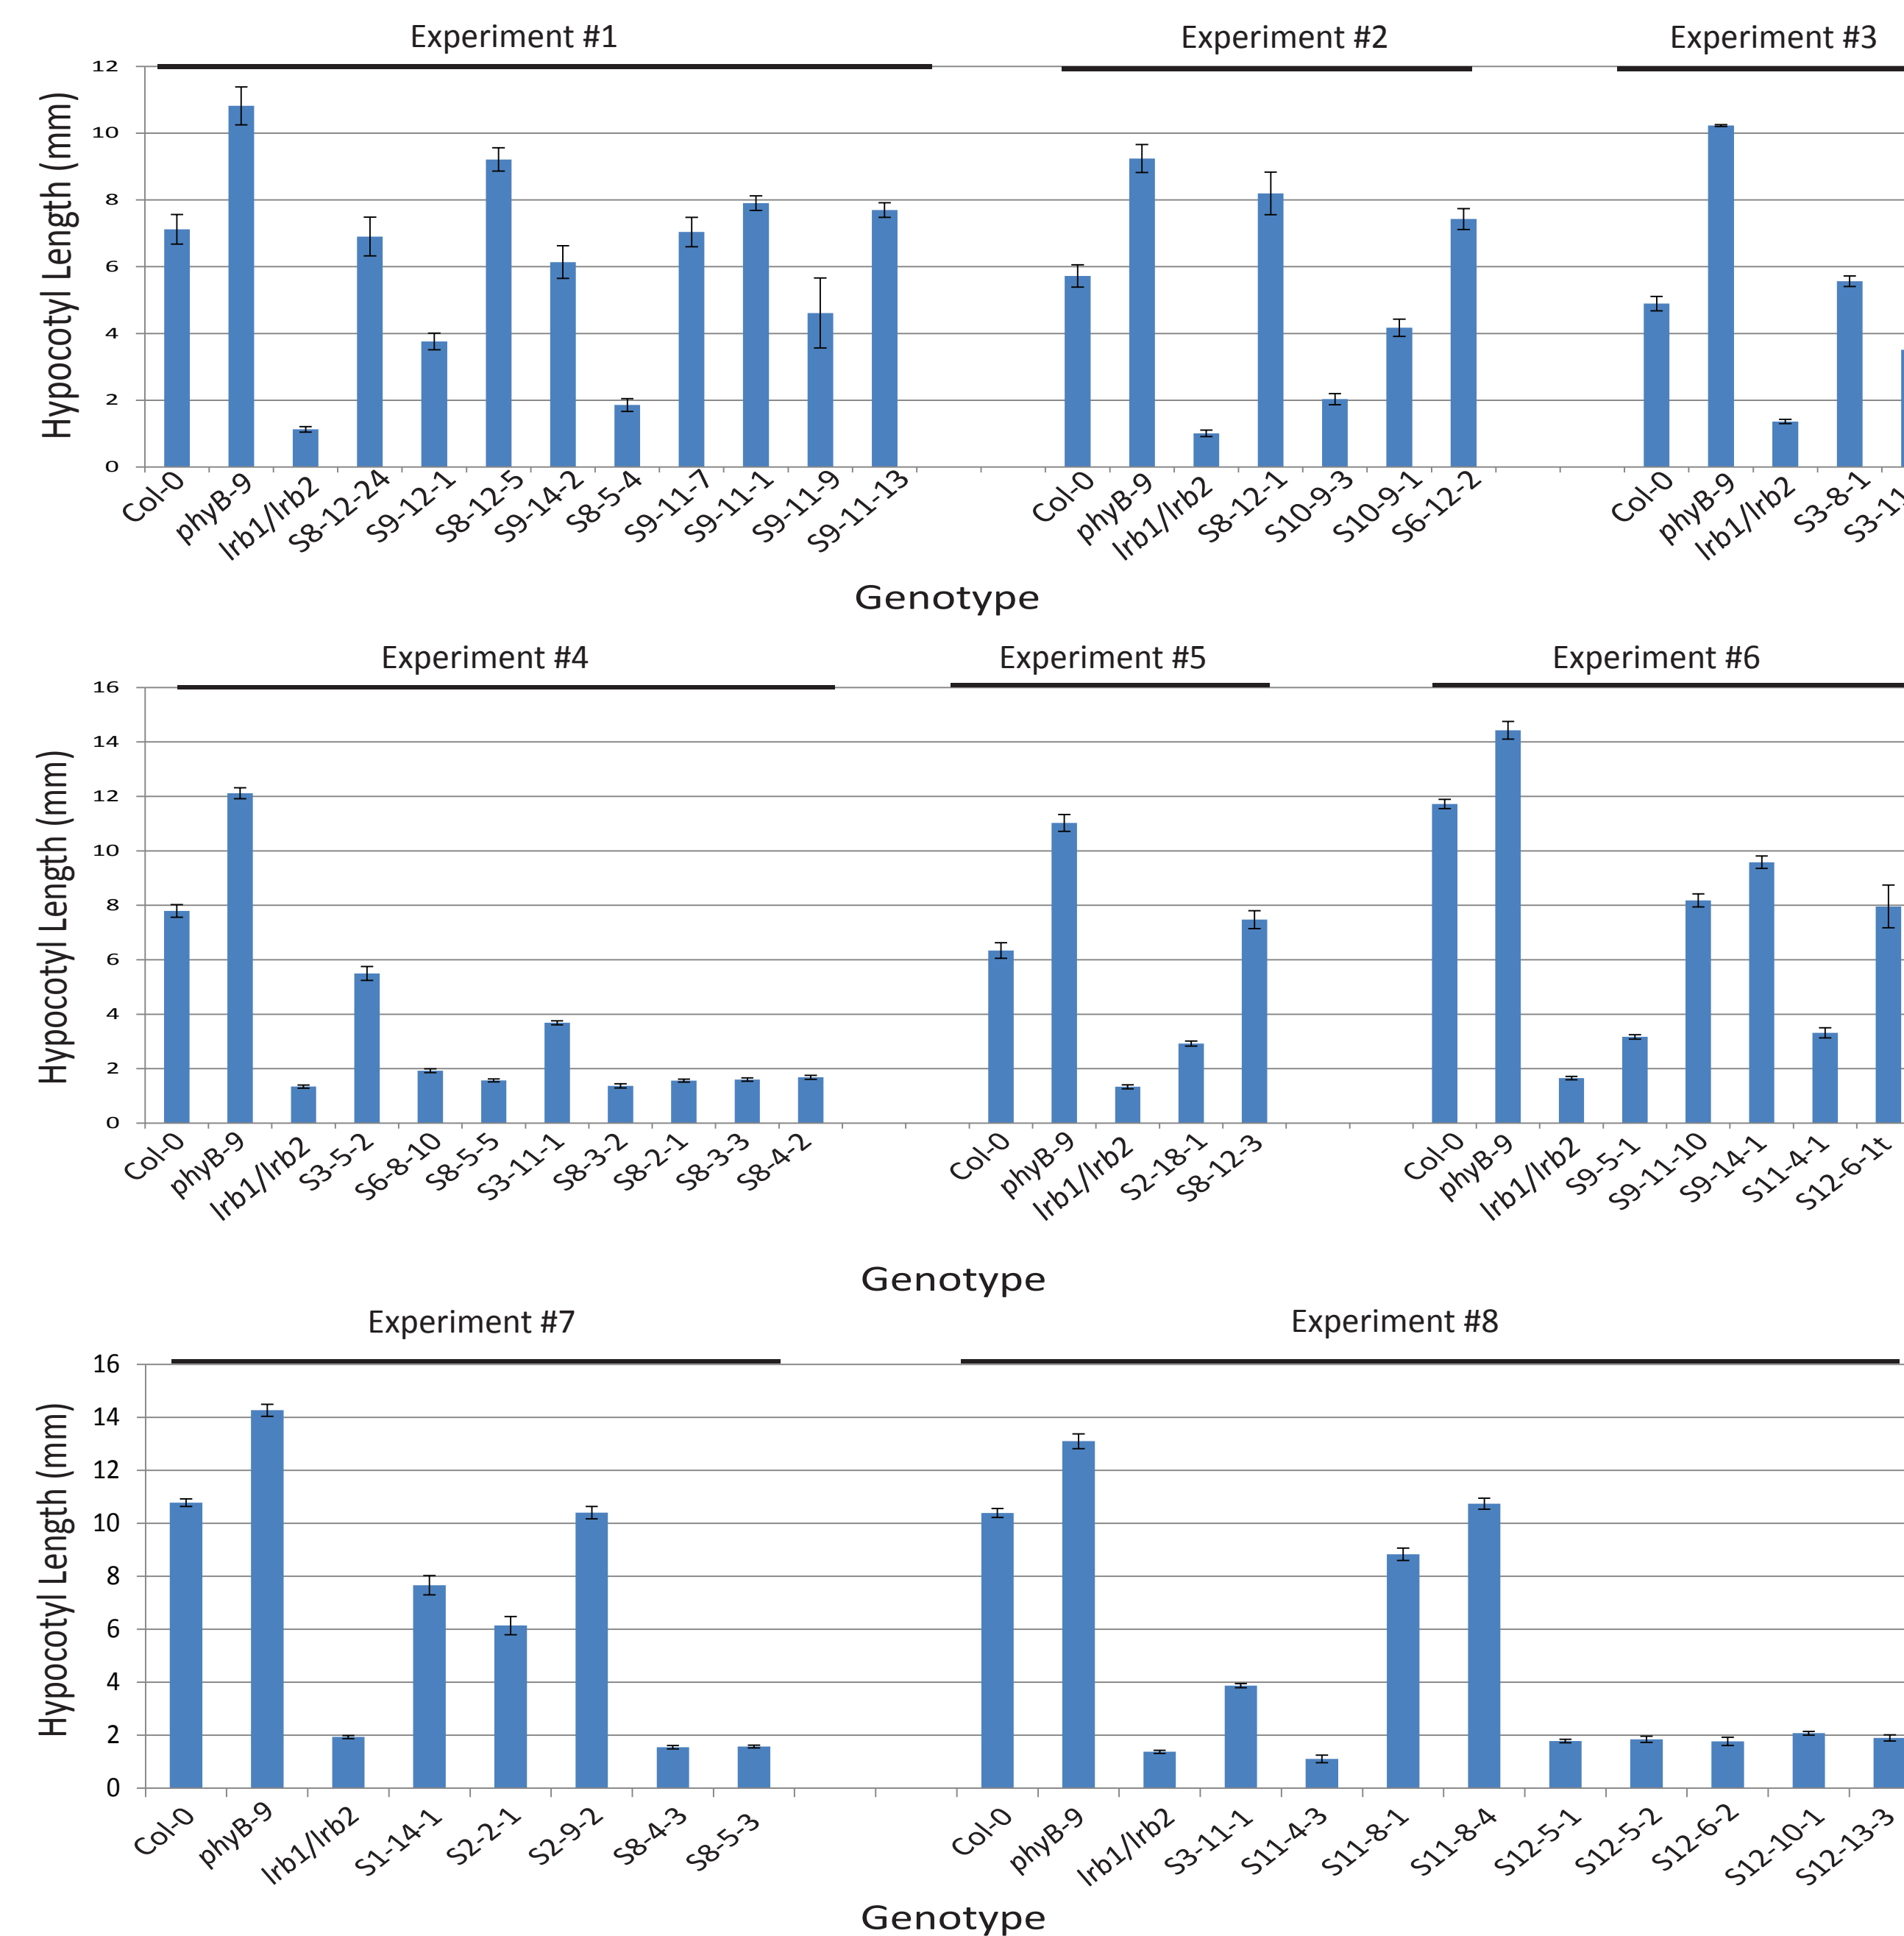 Experiment #1 Experiment #2 Experiment #3
Hypocotyl Length (mm)
12
10
8
6
4
2
0
Col-0 phyB-9 lrb1/lrb2 S8-12-24 S9-12-1 S8-12-5 S9-14-2 S8-5-4 S9-11-7 S9-11-1 S9-11-9 S9-11-13 Col-0 phyB-9 lrb1/lrb2 S8-12-1 S10-9-3 S10-9-1 S6-12-2 Col-0 phyB-9 lrb1/lrb2 S3-8-1
Genotype
Experiment #4 Experiment #5 Experiment #6
Hypocotyl Length (mm)
16
14
12
10
8
6
4
2
0
Col-0 phyB-9 lrb1/lrb2 S3-5-2 S6-8-10 S8-5-5 S3-11-1 S8-3-2 S8-2-1 S8-3-3 S8-4-2 Col-0 phyB-9 lrb1/lrb2 S2-18-1 S8-12-3 Col-0 phyB-9 lrb1/lrb2 S9-5-1 S9-11-10 S9-14-1 S11-4-1 S12-6-1t
Genotype
Experiment #7 Experiment #8
Hypocotyl Length (mm)
16
14
12
10
8
6
4
2
0
Col-0 phyB-9 lrb1/lrb2 S1-14-1 S2-2-1 S2-9-2 S8-4-3 S8-5-3 Col-0 phyB-9 lrb1/lrb2 S3-11-1 S11-4-3 S11-8-1 S11-8-4 S12-5-1 S12-5-2 S12-6-2 S12-10-1 S12-13-3
Genotype